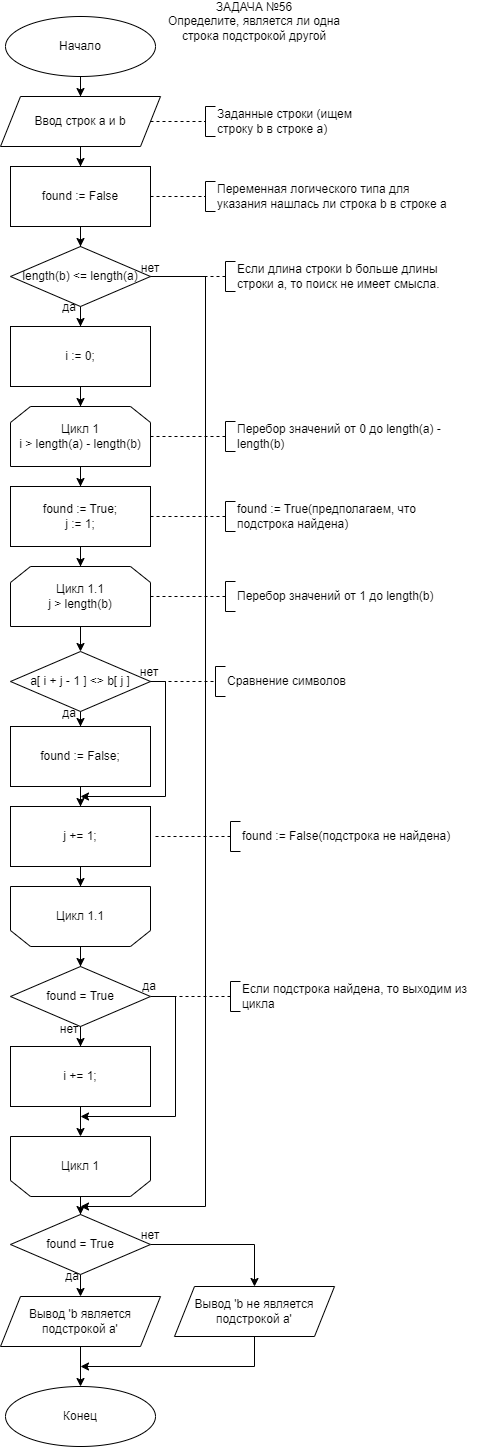 ЗАДАЧА №56
Определите, является ли одна
строка подстрокой другой
Начало
Ввод строк a и b
Заданные строки (ищем
строку b в строке a)
found := False
Переменная логического типа для
указания нашлась ли строка b в строке a
length(b) <= length(a)
нет
Если длина строки b больше длины
строки a, то поиск не имеет смысла.
да
i := 0;
Цикл 1
i > length(a) - length(b)
Перебор значений от 0 до length(a) -
length(b)
found := True;
j := 1;
found := True(предполагаем, что
подстрока найдена)
Цикл 1.1
j > length(b)
Перебор значений от 1 до length(b)
a[ i + j - 1 ] <> b[ j ]
нет
Сравнение символов
да
found := False;
j += 1;
found := False(подстрока не найдена)
Цикл 1.1
found = True
да
Если подстрока найдена, то выходим из
цикла
нет
i += 1;
Цикл 1
found = True
нет
да
Вывод 'b является
подстрокой a'
Вывод 'b не является
подстрокой a'
Конец